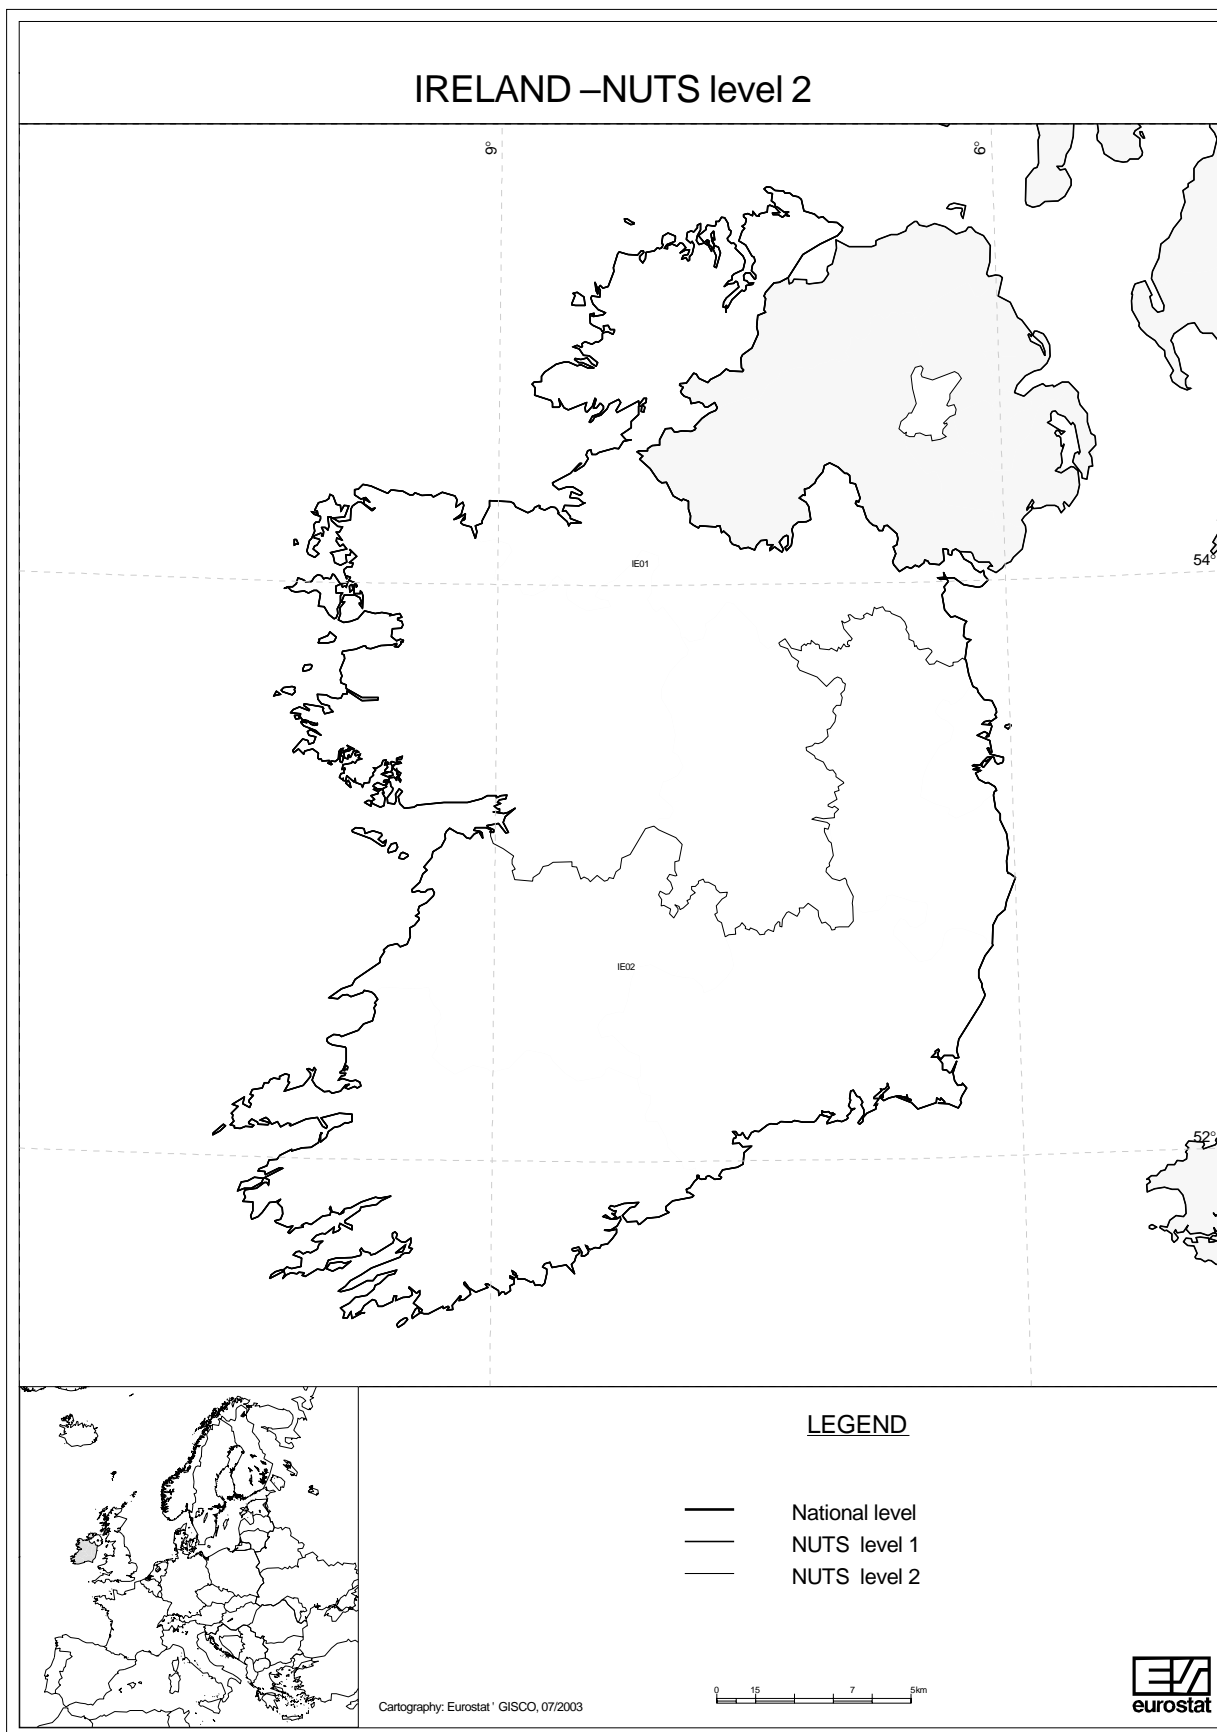 IRELAND –NUTS level 2
9° 6°
IE01
54°
IE02
52°
LEGEND
National level
NUTS level 1
NUTS level 2
Cartography: Eurostat ' GISCO, 07/2003
0 15 7 5km
eurostat